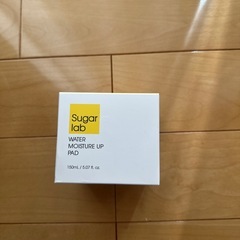 Sugar
lab
WATER
MOISTURE UP
PAD
150mL / 5.07 fl. oz.